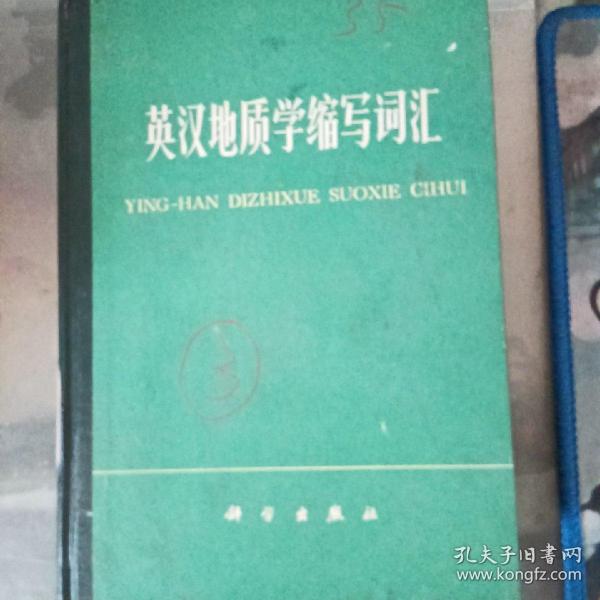 35
英汉地质学缩写词汇
YING-HAN DIZHIXUE SUOXIE CIHUI
科学出版社
孔夫子旧书网
www.kongfz.com